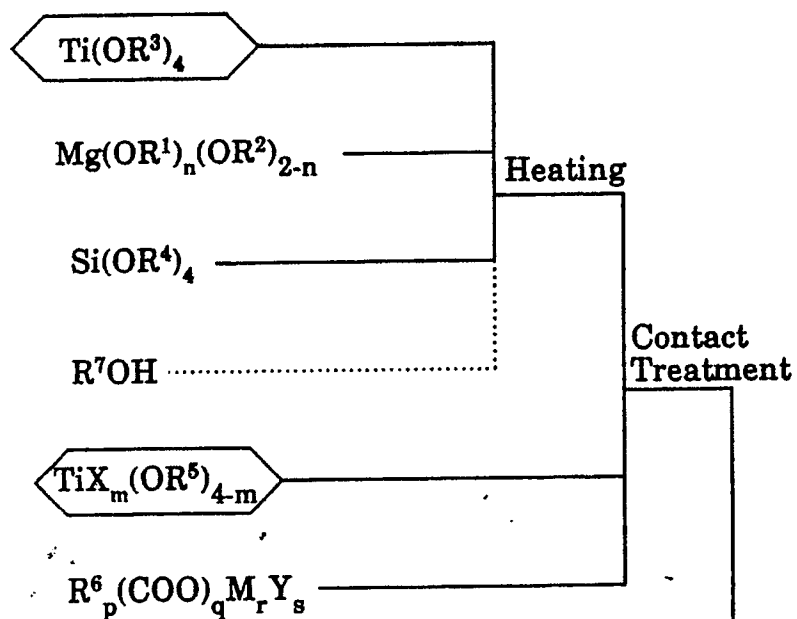 Ti(OR³)₄
Mg(OR¹)ₙ(OR²)₂₋ₙ
Heating
Si(OR⁴)₄
Contact
Treatment
R⁷OH
TiXₘ(OR⁵)₄₋ₘ
R⁶ₚ(COO)qMᵣYₛ